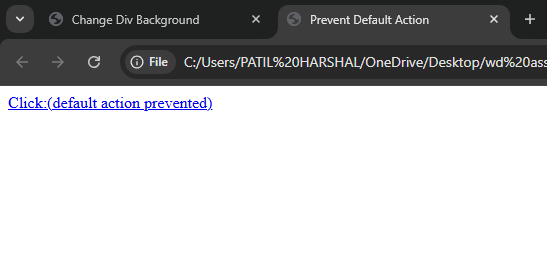 Change Div Background
Prevent Default Action
File
C:/Users/PATIL%20HARSHAL/OneDrive/Desktop/wd%20ass
Click:(default action prevented)